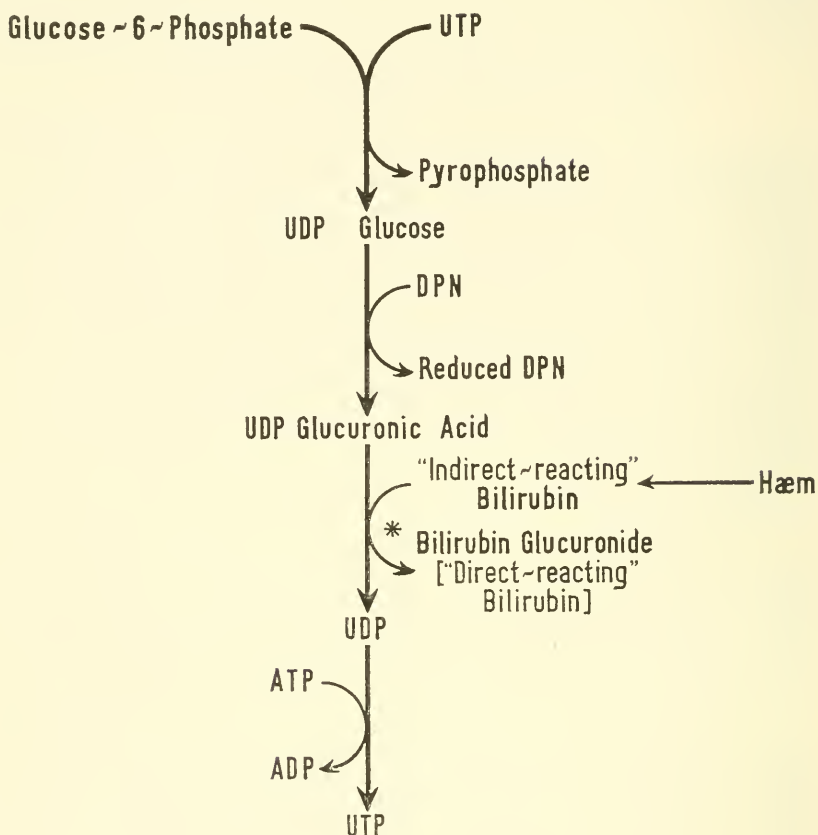 Glucose~6~Phosphate
UTP
Pyrophosphate
UDP Glucose
DPN
Reduced DPN
UDP Glucuronic Acid
"Indirect~reacting"
Bilirubin
Hæm
*
Bilirubin Glucuronide
["Direct~reacting"
Bilirubin]
UDP
ATP
ADP
UTP